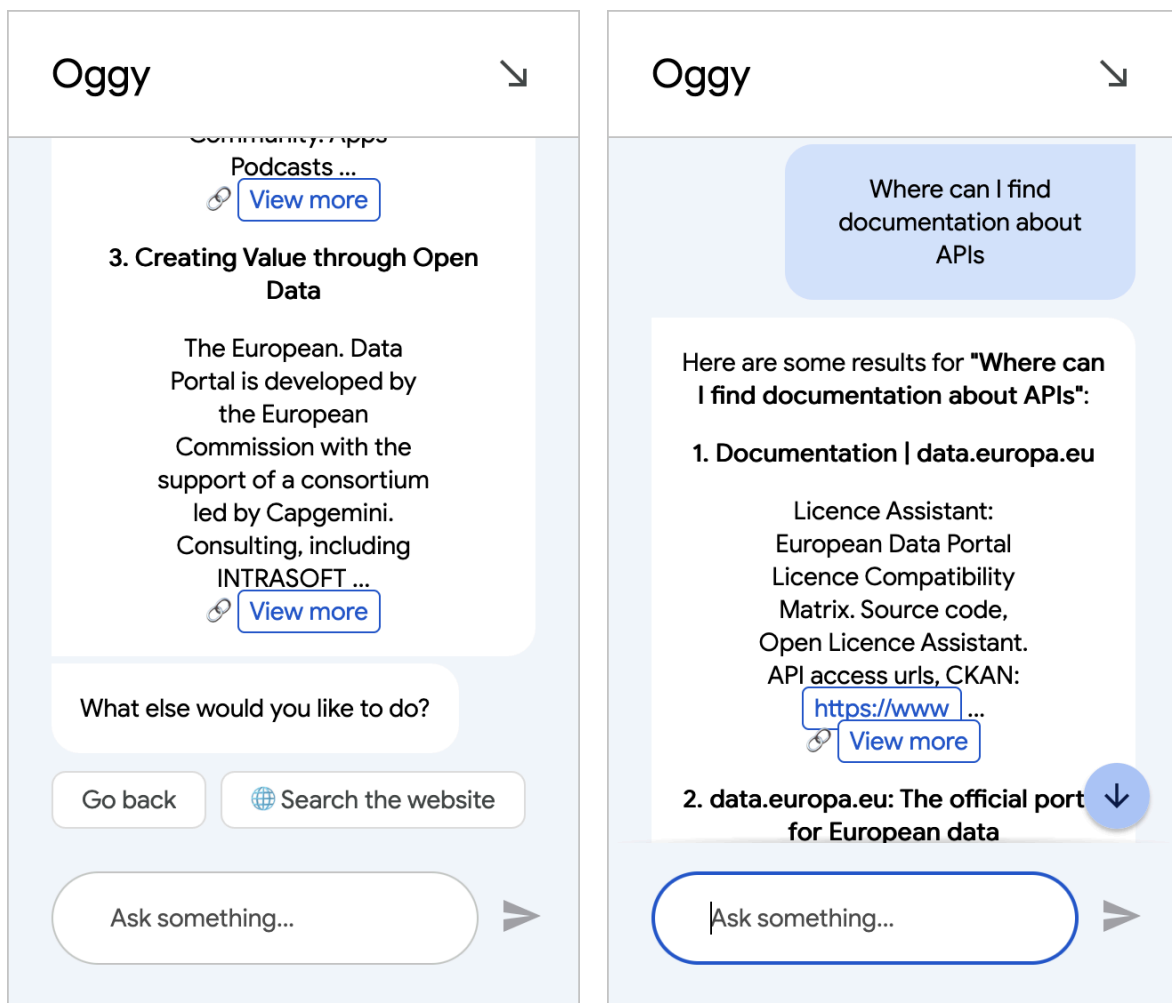 Oggy
Community. Apps
Podcasts ...
View more
3. Creating Value through Open
Data
The European. Data
Portal is developed by
the European
Commission with the
support of a consortium
led by Capgemini.
Consulting, including
INTRASOFT ...
View more
What else would you like to do?
Go back
Search the website
Ask something...
Oggy
Where can I find
documentation about
APIs
Here are some results for "Where can
I find documentation about APIs":
1. Documentation | data.europa.eu
Licence Assistant:
European Data Portal
Licence Compatibility
Matrix. Source code,
Open Licence Assistant.
API access urls, CKAN:
https://www ...
View more
2. data.europa.eu: The official port
for European data
Ask something...